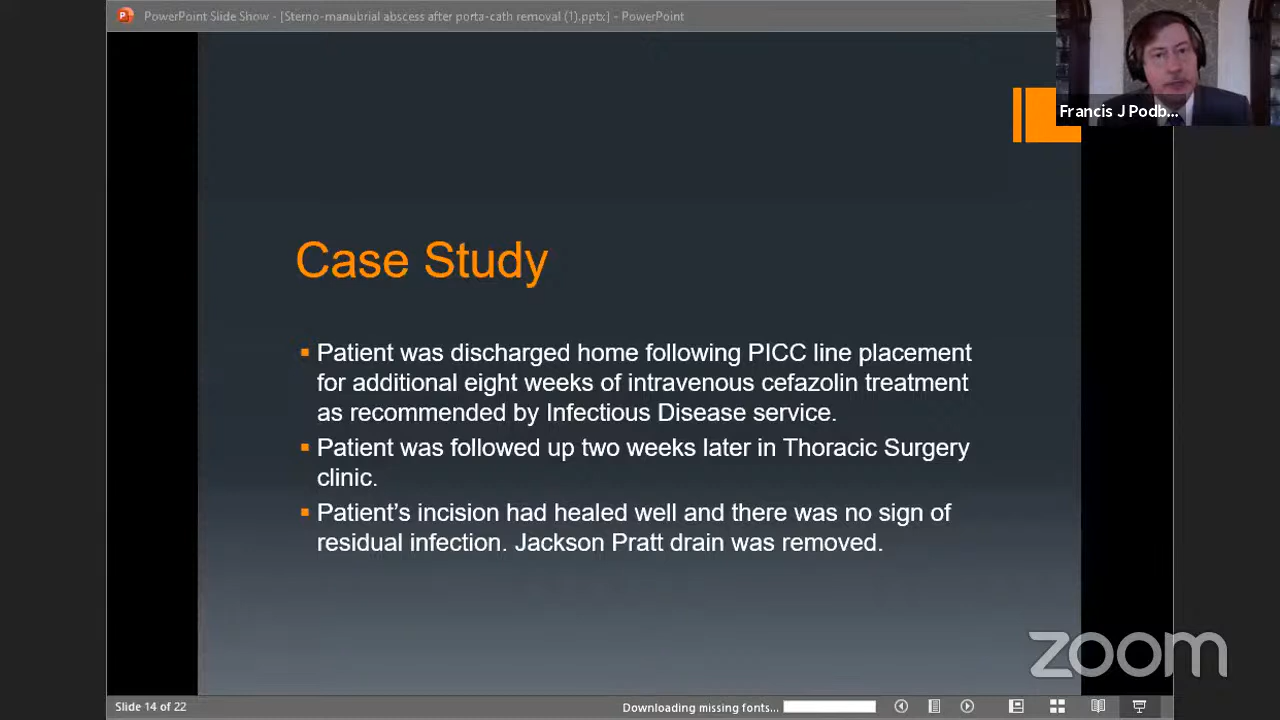 PowerPoint Slide Show - [Sterno-manubrial abscess after porta-cath removal (1).pptx] - PowerPoint
Francis J Podb...
Case Study
Patient was discharged home following PICC line placement
for additional eight weeks of intravenous cefazolin treatment
as recommended by Infectious Disease service.
Patient was followed up two weeks later in Thoracic Surgery
clinic.
Patient’s incision had healed well and there was no sign of
residual infection. Jackson Pratt drain was removed.
zoom
Slide 14 of 22
Downloading missing fonts...